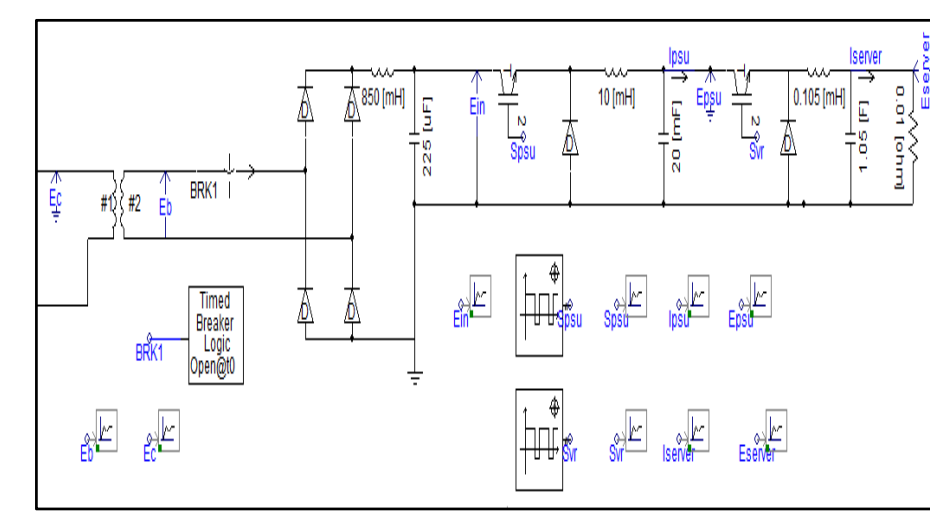 Ipsu
Iserver
Eserver
850 [mH]
Ein
10 [mH]
Epsu
0.105 [mH]
D
D
225 [uF]
2
Spsu
D
20 [mF]
2
Svr
D
1.05 [F]
0.01 [ohm]
Ec
#1
#2
Eb
BRK1
D
D
Timed
Breaker
Logic
Open@t0
BRK1
Ein
Spsu
Spsu
Ipsu
Epsu
Eb
Ec
Svr
Svr
Iserver
Eserver